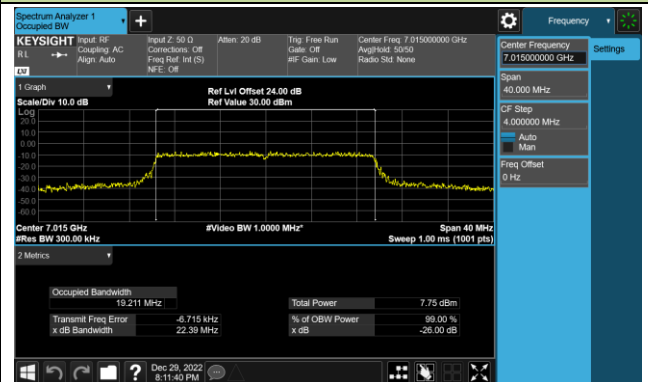 Spectrum Analyzer 1
Occupied BW
+
Frequency
KEYSIGHT Input: RF
RL
Coupling: AC
Align: Auto
Input Z: 50 Ω
Corrections: Off
Freq Ref: Int (S)
NFE: Off
Atten: 20 dB
Trig: Free Run
Gate: Off
#IF Gain: Low
Center Freq: 7.015000000 GHz
Avg|Hold: 50/50
Radio Std: None
Center Frequency
7.015000000 GHz
Settings
Span
40.000 MHz
CF Step
4.000000 MHz
Auto
Man
Freq Offset
0 Hz
1 Graph
Scale/Div 10.0 dB
Ref Lvl Offset 24.00 dB
Ref Value 30.00 dBm
Log
20.0
10.0
0.00
-10.0
-20.0
-30.0
-40.0
-50.0
-60.0
Center 7.015 GHz
#Res BW 300.00 kHz
#Video BW 1.0000 MHz*
Span 40 MHz
Sweep 1.00 ms (1001 pts)
2 Metrics
Occupied Bandwidth
19.211 MHz
Total Power 7.75 dBm
Transmit Freq Error -6.715 kHz
% of OBW Power 99.00 %
x dB Bandwidth 22.39 MHz
x dB -26.00 dB
?
Dec 29, 2022
8:11:40 PM